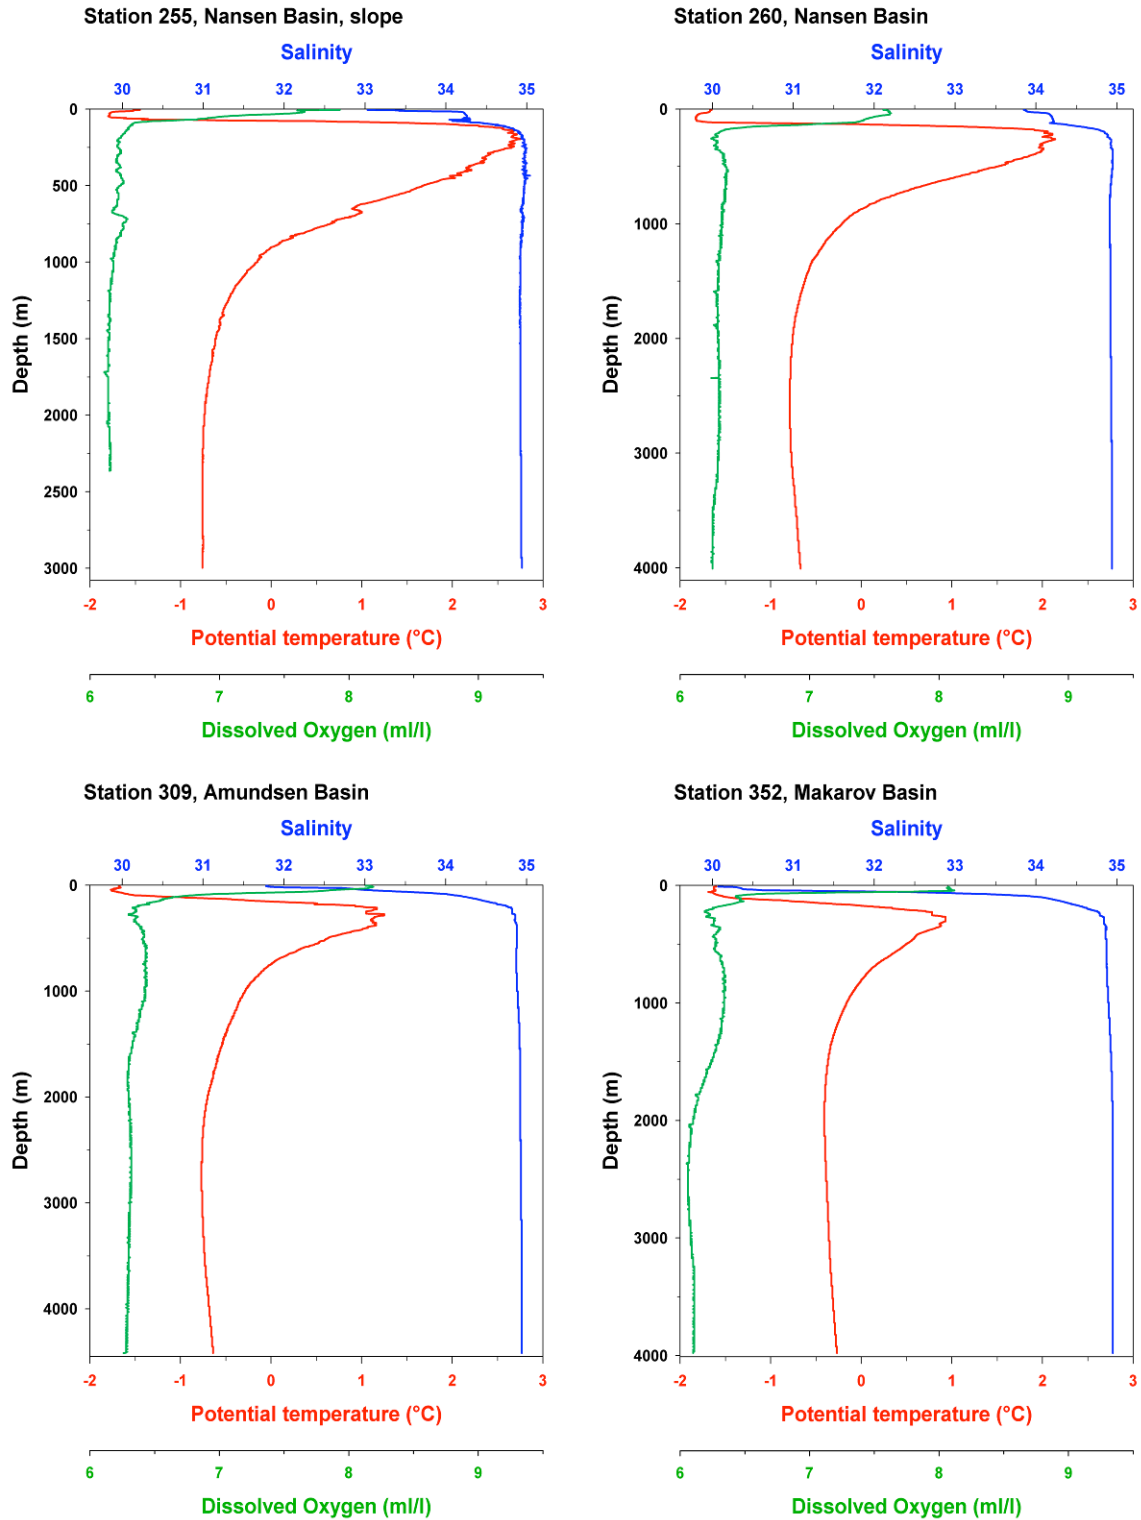 Station 255, Nansen Basin, slope
Salinity
30 31 32 33 34 35
0
500
1000
1500
2000
2500
3000
Depth (m)
-2 -1 0 1 2 3
Potential temperature (°C)
6 7 8 9
Dissolved Oxygen (ml/l)
Station 260, Nansen Basin
Salinity
30 31 32 33 34 35
0
1000
2000
3000
4000
Depth (m)
-2 -1 0 1 2 3
Potential temperature (°C)
6 7 8 9
Dissolved Oxygen (ml/l)
Station 309, Amundsen Basin
Salinity
30 31 32 33 34 35
0
1000
2000
3000
4000
Depth (m)
-2 -1 0 1 2 3
Potential temperature (°C)
6 7 8 9
Dissolved Oxygen (ml/l)
Station 352, Makarov Basin
Salinity
30 31 32 33 34 35
0
1000
2000
3000
4000
Depth (m)
-2 -1 0 1 2 3
Potential temperature (°C)
6 7 8 9
Dissolved Oxygen (ml/l)